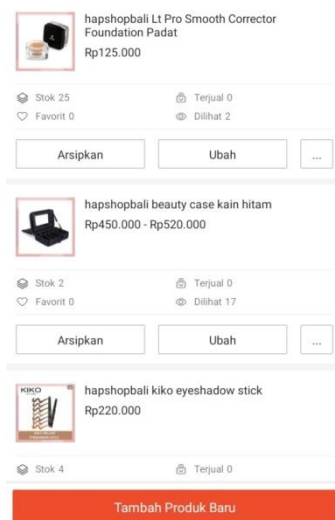 hapshopbali Lt Pro Smooth Corrector
Foundation Padat
Rp125.000
Stok 25
Terjual 0
Favorit 0
Dilihat 2
Arsipkan
Ubah
...
hapshopbali beauty case kain hitam
Rp450.000 - Rp520.000
Stok 2
Terjual 0
Favorit 0
Dilihat 17
Arsipkan
Ubah
...
KIKO
hapshopbali kiko eyeshadow stick
Rp220.000
Stok 4
Terjual 0
Tambah Produk Baru